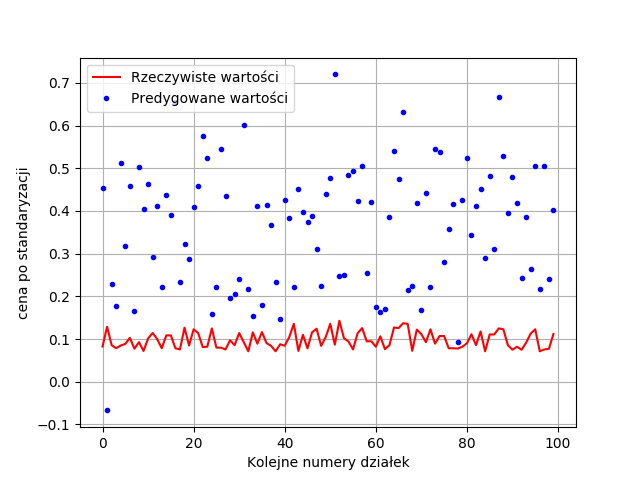 Rzeczywiste wartości
Predygowane wartości
0.7
0.6
0.5
0.4
0.3
0.2
0.1
0.0
−0.1
cena po standaryzacji
0 20 40 60 80 100
Kolejne numery działek